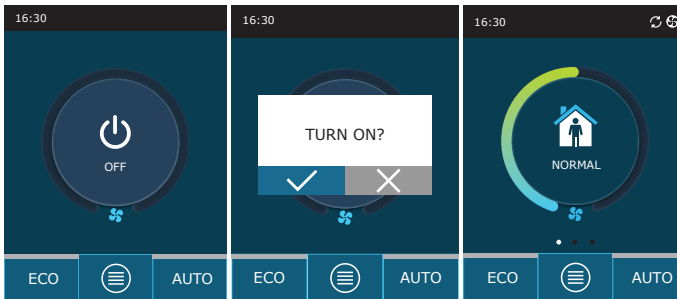 16:30
OFF
ECO
AUTO
16:30
TURN ON?
ECO
AUTO
16:30
NORMAL
ECO
AUTO